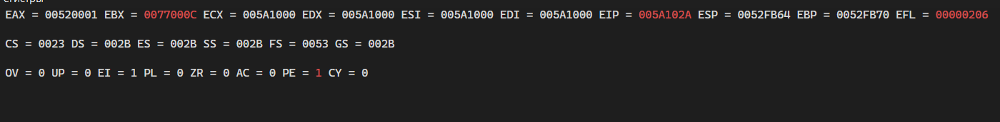 EAX = 00520001 EBX = 0077000C ECX = 005A1000 EDX = 005A1000 ESI = 005A1000 EDI = 005A1000 EIP = 005A102A ESP = 0052FB64 EBP = 0052FB70 EFL = 00000206
CS = 0023 DS = 002B ES = 002B SS = 002B FS = 0053 GS = 002B
OV = 0 UP = 0 EI = 1 PL = 0 ZR = 0 AC = 0 PE = 1 CY = 0